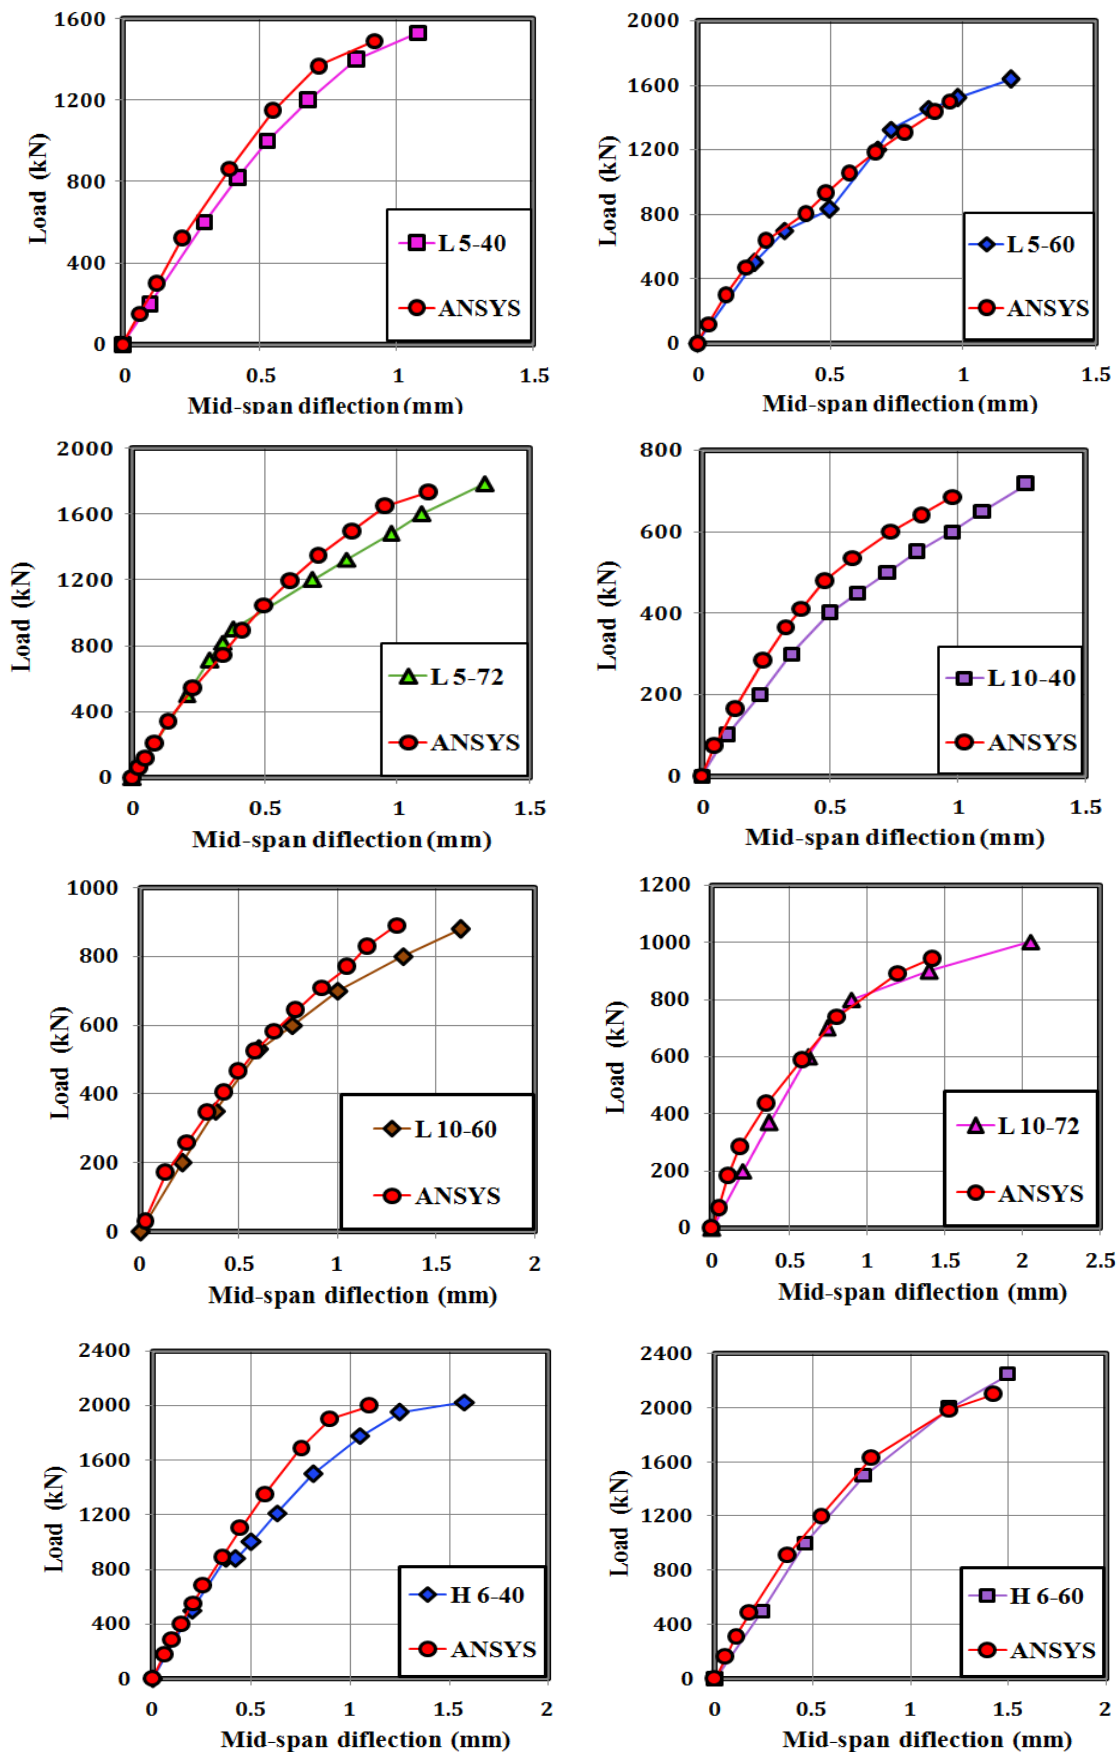 1600
1200
800
400
0
Load (kN)
L 5-40
ANSYS
0 0.5 1 1.5
Mid-span diflection (mm)
2000
1600
1200
800
400
0
Load (kN)
L 5-60
ANSYS
0 0.5 1 1.5
Mid-span diflection (mm)
2000
1600
1200
800
400
0
Load (kN)
L 5-72
ANSYS
0 0.5 1 1.5
Mid-span diflection (mm)
800
600
400
200
0
Load (kN)
L 10-40
ANSYS
0 0.5 1 1.5
Mid-span diflection (mm)
1000
800
600
400
200
0
Load (kN)
L 10-60
ANSYS
0 0.5 1 1.5 2
Mid-span diflection (mm)
1200
1000
800
600
400
200
0
Load (kN)
L 10-72
ANSYS
0 0.5 1 1.5 2 2.5
Mid-span diflection (mm)
2400
2000
1600
1200
800
400
0
Load (kN)
H 6-40
ANSYS
0 0.5 1 1.5 2
Mid-span diflection (mm)
2400
2000
1600
1200
800
400
0
Load (kN)
H 6-60
ANSYS
0 0.5 1 1.5 2
Mid-span diflection (mm)